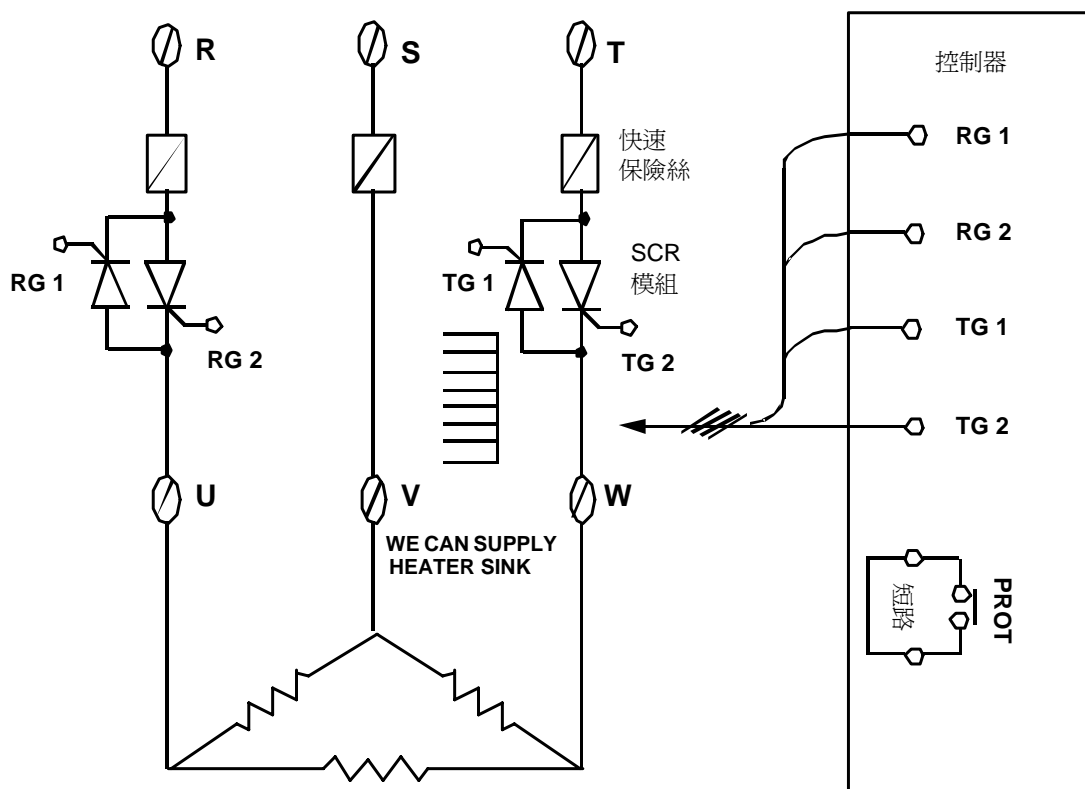 R
S
T
控制器
快速
保險絲
RG 1
RG 2
TG 1
TG 2
RG 1
RG 2
TG 1
TG 2
SCR
模組
U
V
W
WE CAN SUPPLY
HEATER SINK
短路
PROT